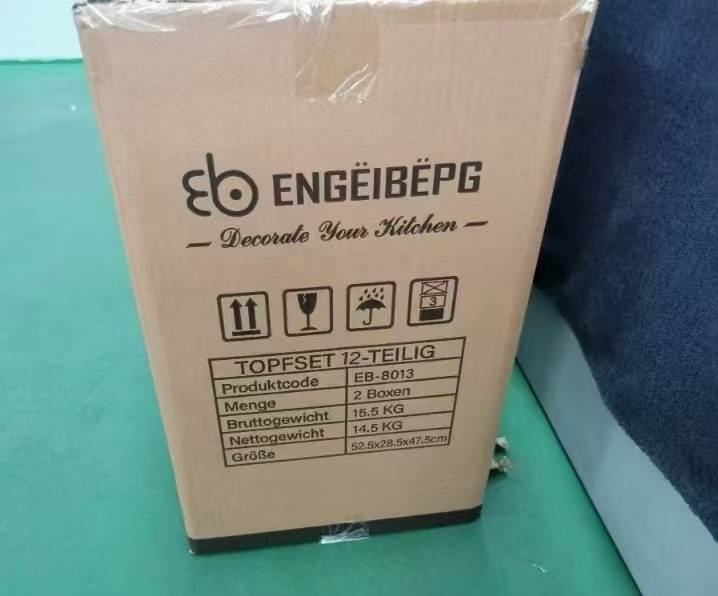 eb ENGËIBËPG
— Decorate Your Kitchen —
3
TOPFSET 12-TEILIG
Produktcode EB-8013
Menge 2 Boxen
Bruttogewicht 15.5 KG
Nettogewicht 14.5 KG
Größe 52.5x28.5x47.5cm